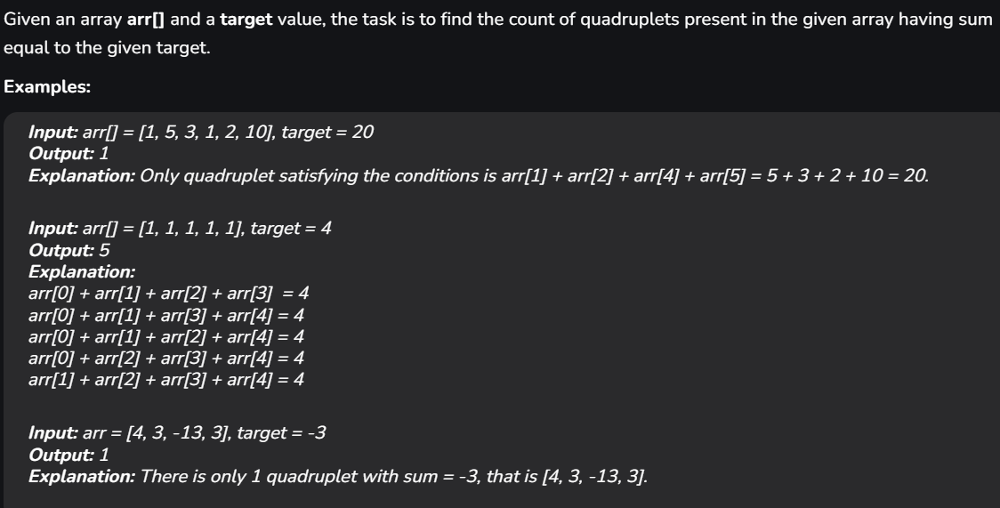 Given an array arr[] and a target value, the task is to find the count of quadruplets present in the given array having sum
equal to the given target.
Examples:
Input: arr[] = [1, 5, 3, 1, 2, 10], target = 20
Output: 1
Explanation: Only quadruplet satisfying the conditions is arr[1] + arr[2] + arr[4] + arr[5] = 5 + 3 + 2 + 10 = 20.
Input: arr[] = [1, 1, 1, 1, 1], target = 4
Output: 5
Explanation:
arr[0] + arr[1] + arr[2] + arr[3]  = 4
arr[0] + arr[1] + arr[3] + arr[4] = 4
arr[0] + arr[1] + arr[2] + arr[4] = 4
arr[0] + arr[2] + arr[3] + arr[4] = 4
arr[1] + arr[2] + arr[3] + arr[4] = 4
Input: arr = [4, 3, -13, 3], target = -3
Output: 1
Explanation: There is only 1 quadruplet with sum = -3, that is [4, 3, -13, 3].